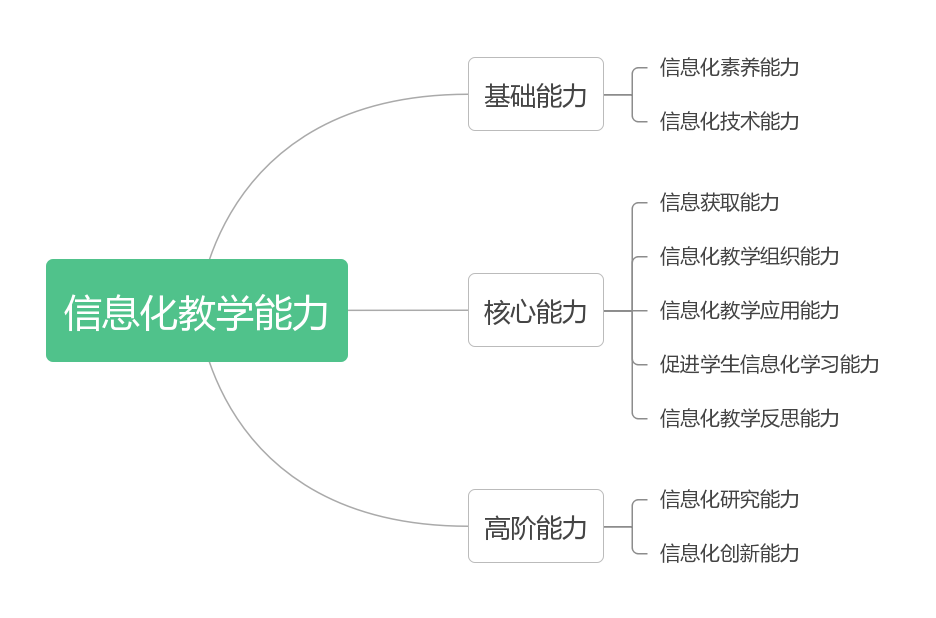 信息化教学能力
基础能力
信息化素养能力
信息化技术能力
核心能力
信息获取能力
信息化教学组织能力
信息化教学应用能力
促进学生信息化学习能力
信息化教学反思能力
高阶能力
信息化研究能力
信息化创新能力